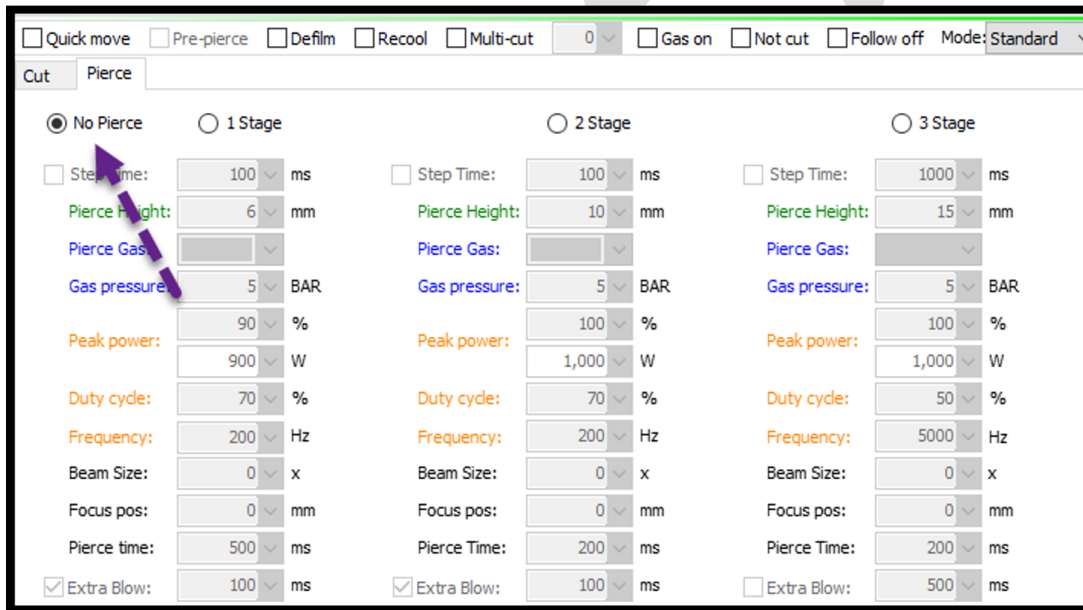 Quick move Pre-pierce Defilm Recool Multi-cut 0 Gas on Not cut Follow off Mode: Standard
Cut Pierce
No Pierce 1 Stage 2 Stage 3 Stage
Step Time: 100 ms Step Time: 100 ms Step Time: 1000 ms
Pierce Height: 6 mm Pierce Height: 10 mm Pierce Height: 15 mm
Pierce Gas: Pierce Gas: Pierce Gas:
Gas pressure: 5 BAR Gas pressure: 5 BAR Gas pressure: 5 BAR
Peak power: 90 % Peak power: 100 % Peak power: 100 %
900 W 1,000 W 1,000 W
Duty cycle: 70 % Duty cycle: 70 % Duty cycle: 50 %
Frequency: 200 Hz Frequency: 200 Hz Frequency: 5000 Hz
Beam Size: 0 x Beam Size: 0 x Beam Size: 0 x
Focus pos: 0 mm Focus pos: 0 mm Focus pos: 0 mm
Pierce time: 500 ms Pierce Time: 200 ms Pierce Time: 200 ms
Extra Blow: 100 ms Extra Blow: 100 ms Extra Blow: 500 ms